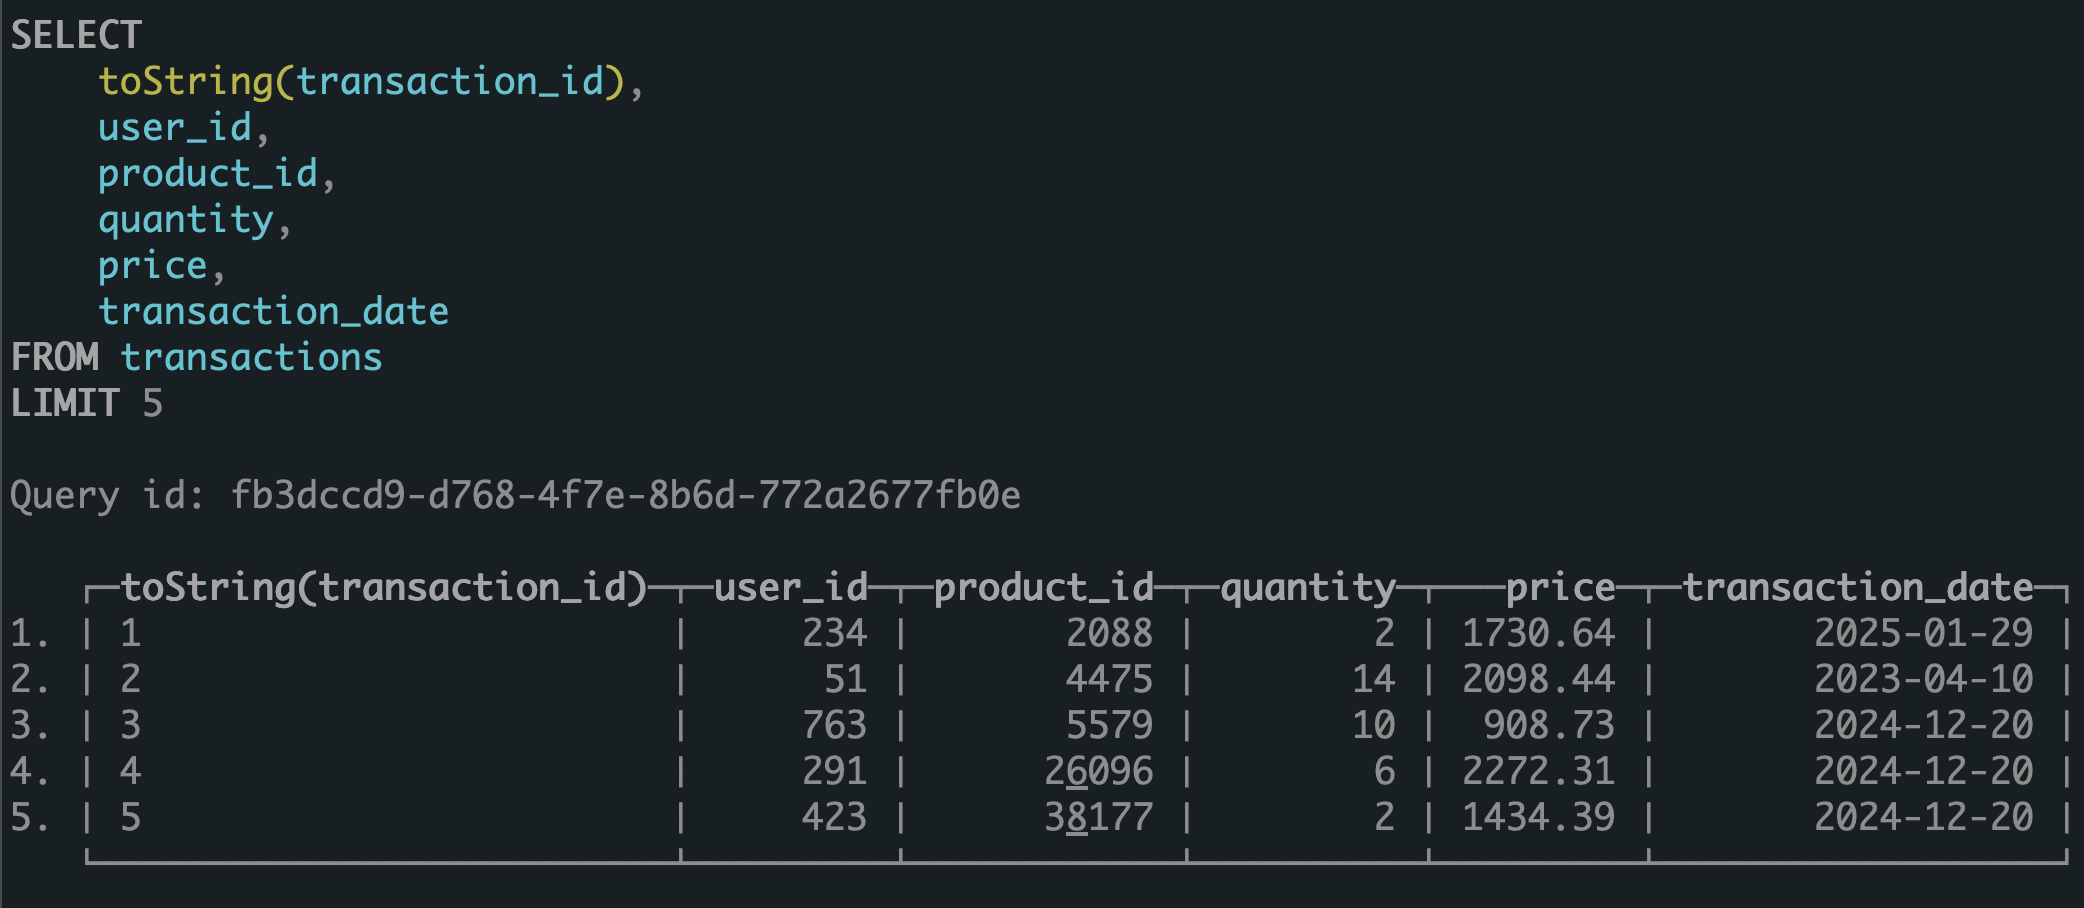 SELECT
    toString(transaction_id),
    user_id,
    product_id,
    quantity,
    price,
    transaction_date
FROM transactions
LIMIT 5
Query id: fb3dccd9-d768-4f7e-8b6d-772a2677fb0e
   ┌─toString(transaction_id)─┬─user_id─┬─product_id─┬─quantity─┬───price─┬─transaction_date─┐
1. │ 1                        │     234 │       2088 │        2 │ 1730.64 │       2025-01-29 │
2. │ 2                        │      51 │       4475 │       14 │ 2098.44 │       2023-04-10 │
3. │ 3                        │     763 │       5579 │       10 │  908.73 │       2024-12-20 │
4. │ 4                        │     291 │      26096 │        6 │ 2272.31 │       2024-12-20 │
5. │ 5                        │     423 │      38177 │        2 │ 1434.39 │       2024-12-20 │
   └──────────────────────────┴─────────┴────────────┴──────────┴─────────┴──────────────────┘